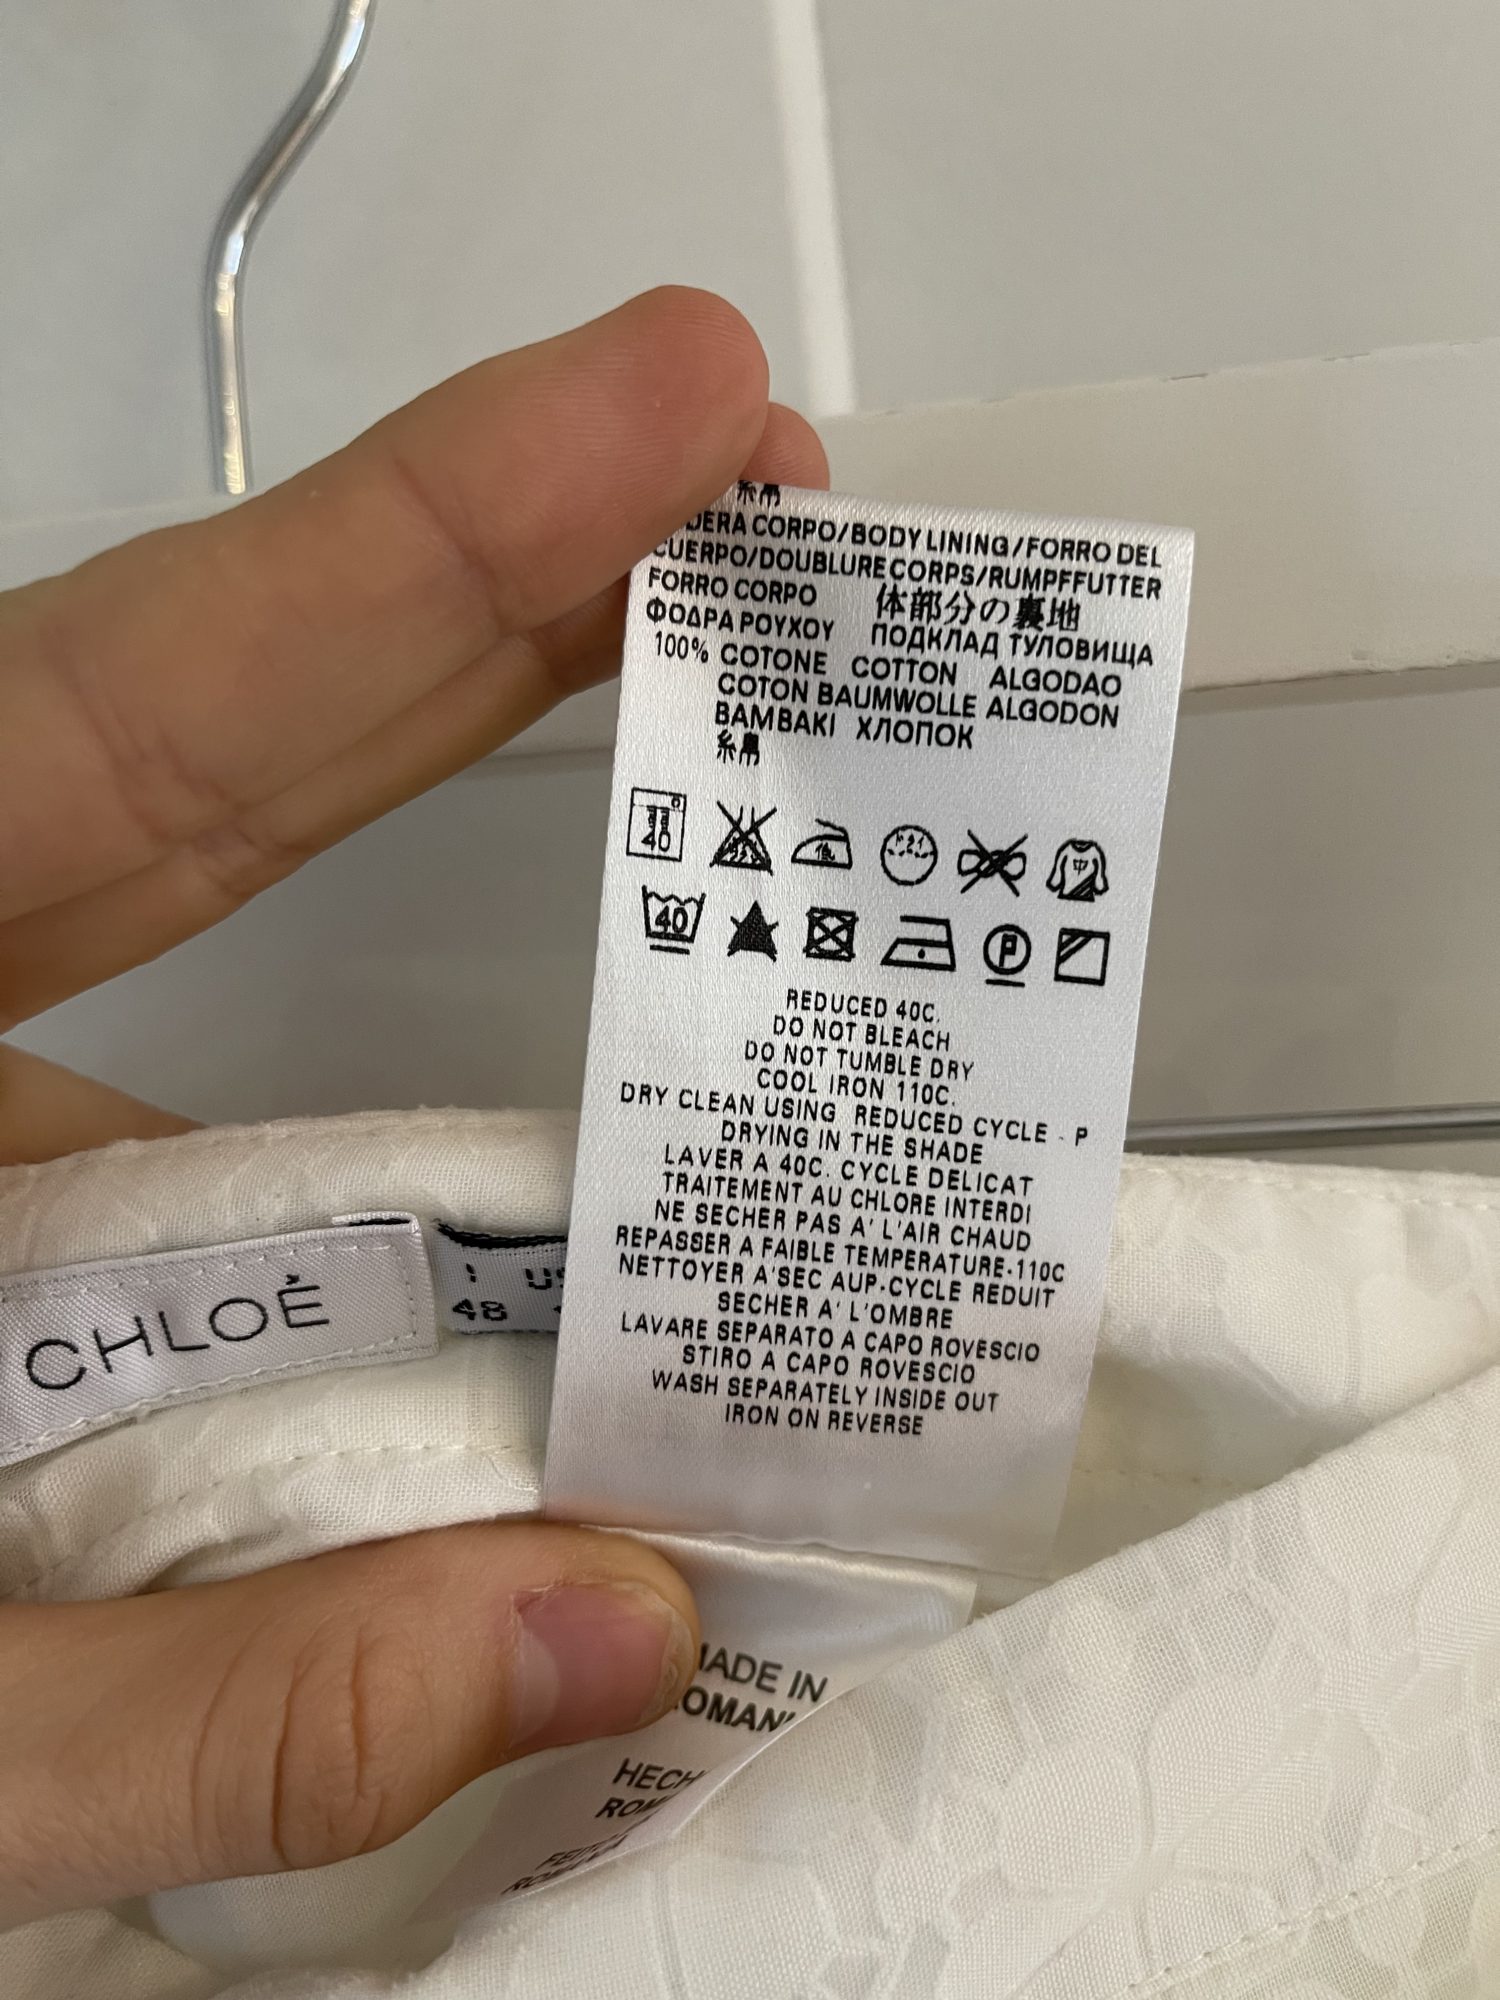 CORPO/BODY LINING/FORRO DEL
CUERPO/DOUBLURE CORPS/RUMPFFUTTER
FORRO CORPO 体部分の裏地
ΦΟΔΡΑ ΡΟΥΧΟΥ ПОДКЛАД ТУЛОВИЩА
100% COTONE COTTON ALGODAO
COTON BAUMWOLLE ALGODON
BAMBAKI ХЛОПОК
40 低 中
40 P
REDUCED 40C.
DO NOT BLEACH
DO NOT TUMBLE DRY
COOL IRON 110C.
DRY CLEAN USING REDUCED CYCLE - P
DRYING IN THE SHADE
LAVER A 40C. CYCLE DELICAT
TRAITEMENT AU CHLORE INTERDI
NE SECHER PAS A' L'AIR CHAUD
REPASSER A FAIBLE TEMPERATURE-110C
NETTOYER A'SEC AUP-CYCLE REDUIT
SECHER A' L'OMBRE
LAVARE SEPARATO A CAPO ROVESCIO
STIRO A CAPO ROVESCIO
WASH SEPARATELY INSIDE OUT
IRON ON REVERSE
CHLOÈ
I
48
MADE IN